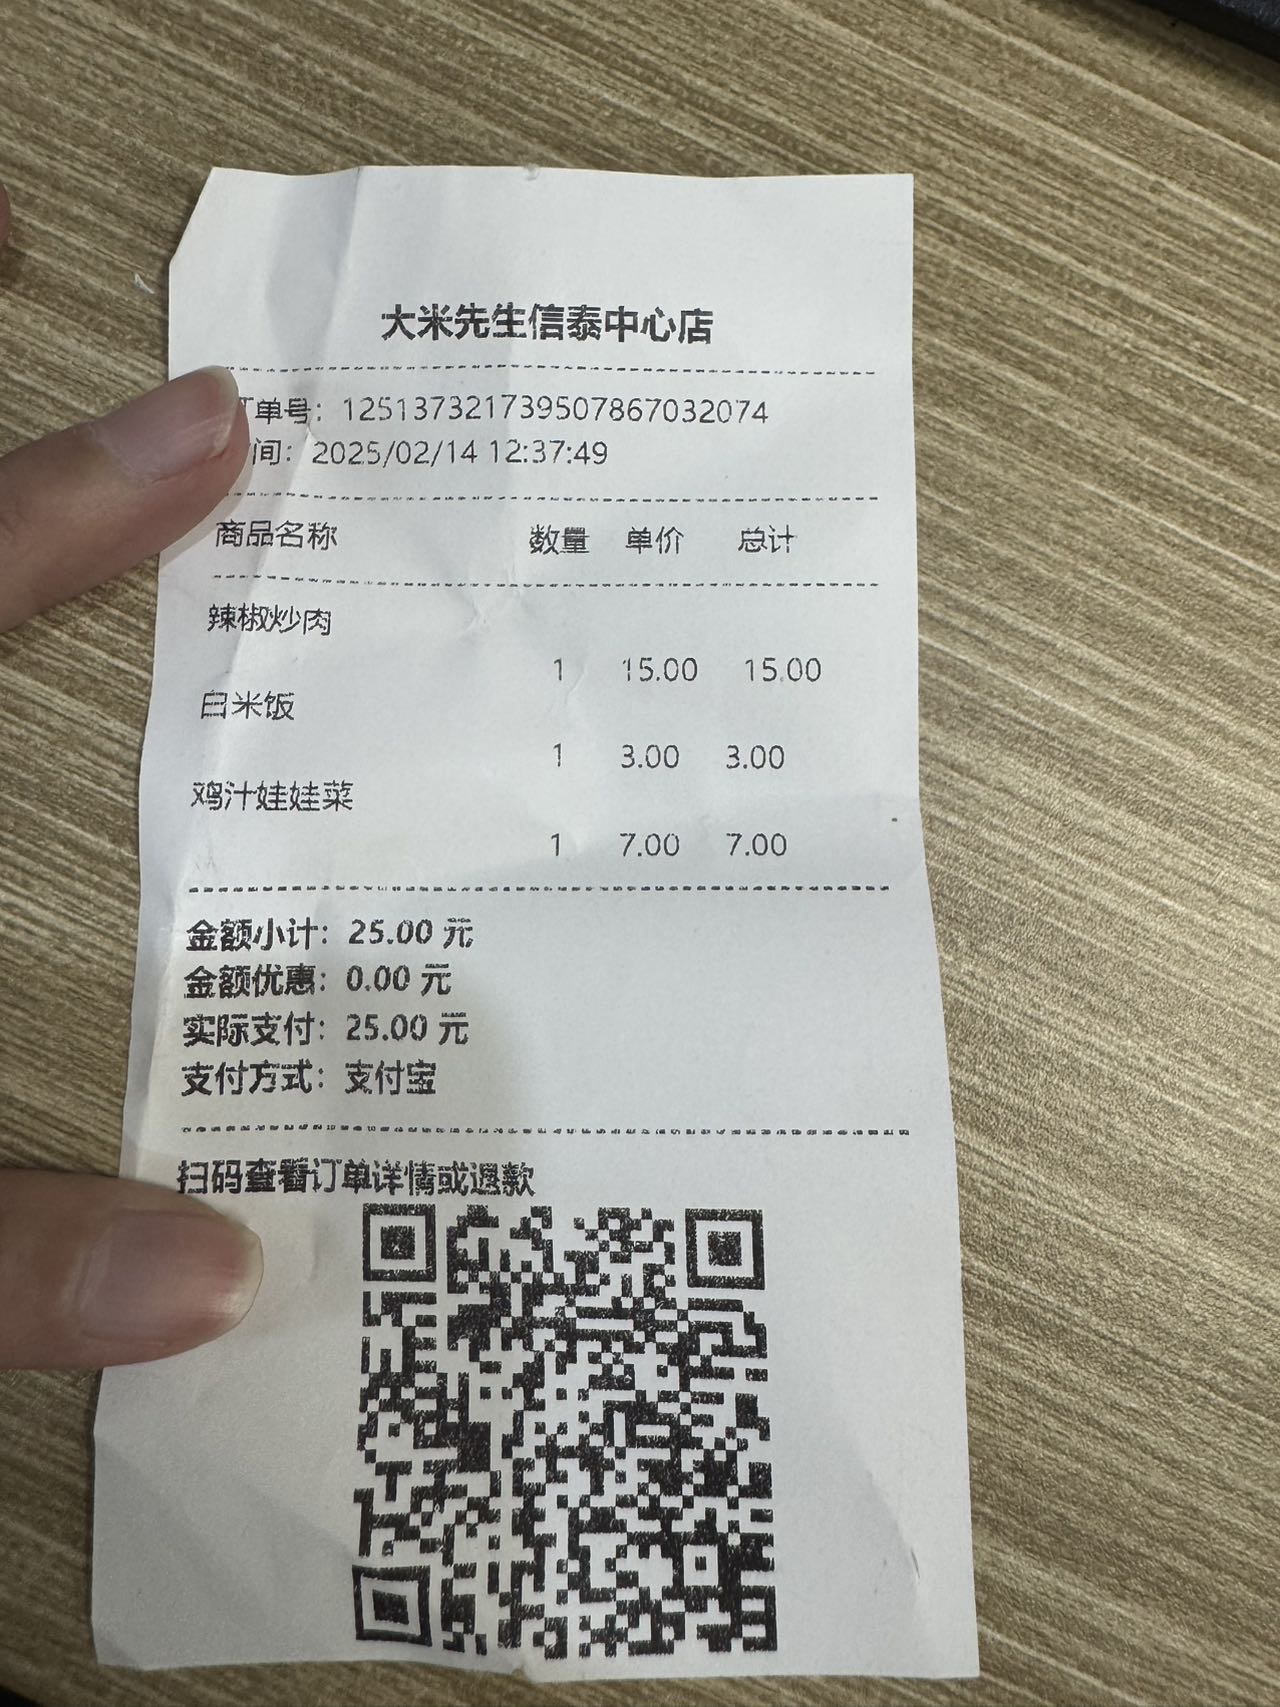 大米先生信泰中心店
订单号：125137321739507867032074
间：2025/02/14 12:37:49
商品名称 数量 单价 总计
辣椒炒肉
1 15.00 15.00
白米饭
1 3.00 3.00
鸡汁娃娃菜
1 7.00 7.00
金额小计：25.00 元
金额优惠：0.00 元
实际支付：25.00 元
支付方式：支付宝
扫码查看订单详情或退款